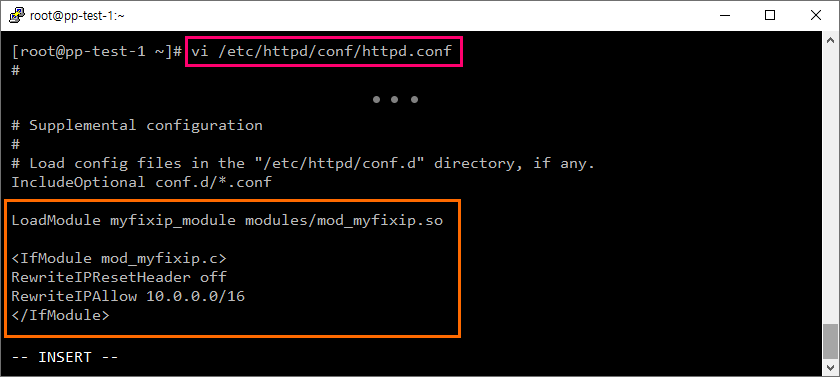 root@pp-test-1:~
[root@pp-test-1 ~]# vi /etc/httpd/conf/httpd.conf
#
# Supplemental configuration
#
# Load config files in the "/etc/httpd/conf.d" directory, if any.
IncludeOptional conf.d/*.conf
LoadModule myfixip_module modules/mod_myfixip.so
<IfModule mod_myfixip.c>
RewriteIPResetHeader off
RewriteIPAllow 10.0.0.0/16
</IfModule>
-- INSERT --